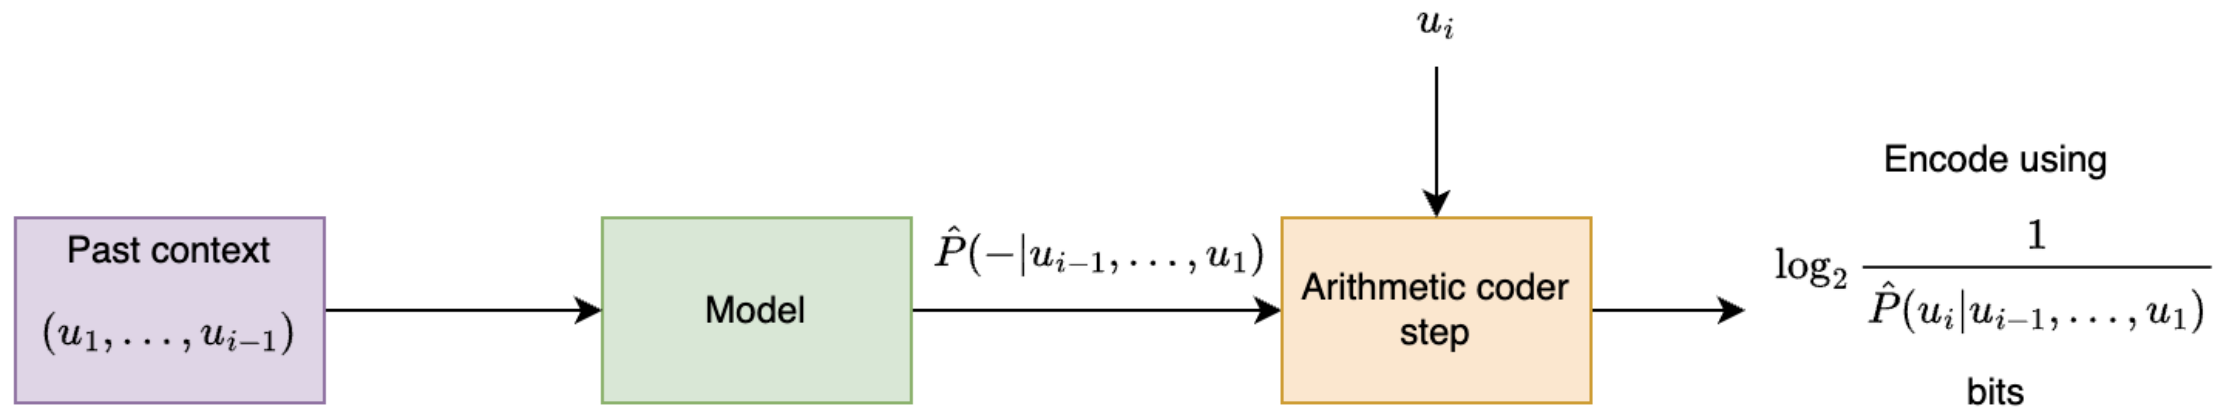 u_i
Encode using
Past context
(u_1, . . . , u_{i−1})
Model
P̂(−|u_{i−1}, . . . , u_1)
Arithmetic coder
step
log_2 1 / P̂(u_i|u_{i−1}, . . . , u_1)
bits